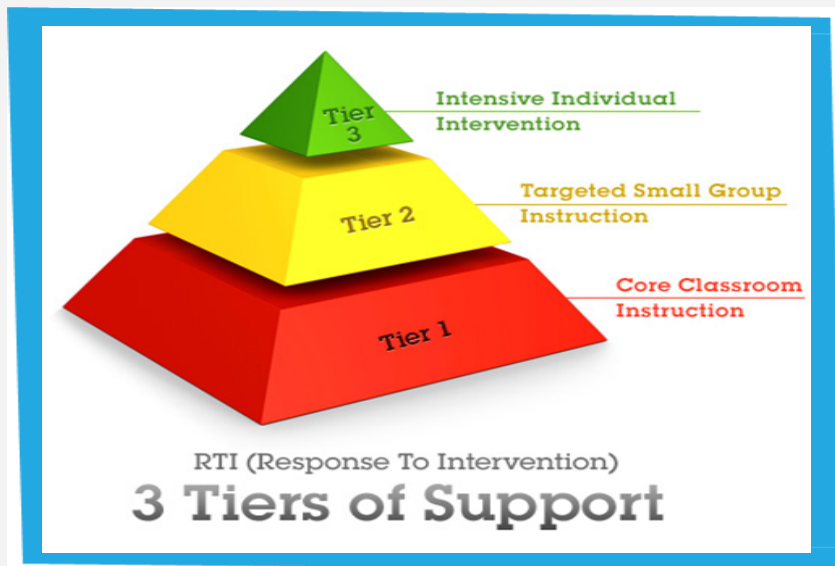 Tier
3
Intensive Individual
Intervention
Tier 2
Targeted Small Group
Instruction
Tier 1
Core Classroom
Instruction
RTI (Response To Intervention)
3 Tiers of Support